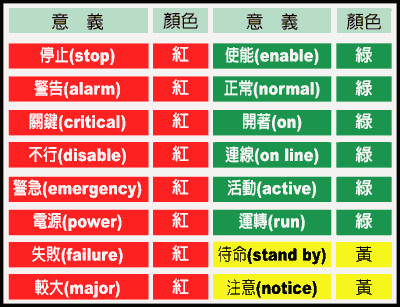 意 義 顏色 意 義 顏色
停止(stop) 紅 使能(enable) 綠
警告(alarm) 紅 正常(normal) 綠
關鍵(critical) 紅 開著(on) 綠
不行(disable) 紅 連線(on line) 綠
警急(emergency) 紅 活動(active) 綠
電源(power) 紅 運轉(run) 綠
失敗(failure) 紅 待命(stand by) 黃
較大(major) 紅 注意(notice) 黃